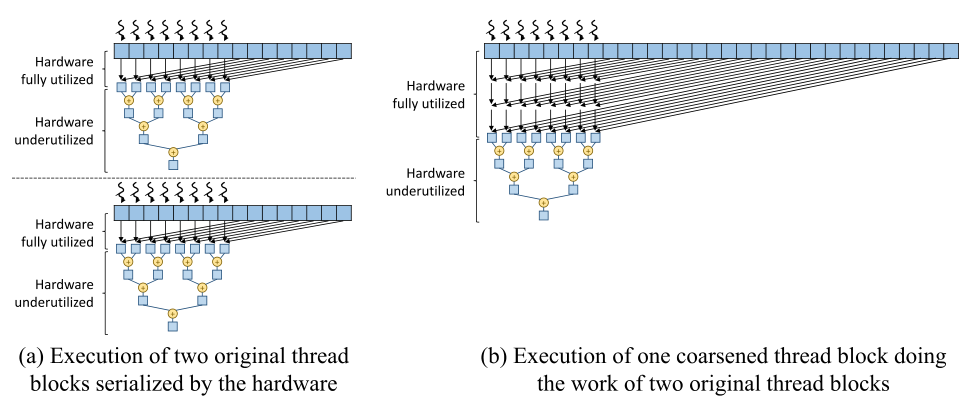 Hardware
fully utilized
Hardware
underutilized
Hardware
fully utilized
Hardware
underutilized
(a) Execution of two original thread
blocks serialized by the hardware
Hardware
fully utilized
Hardware
underutilized
(b) Execution of one coarsened thread block doing
the work of two original thread blocks